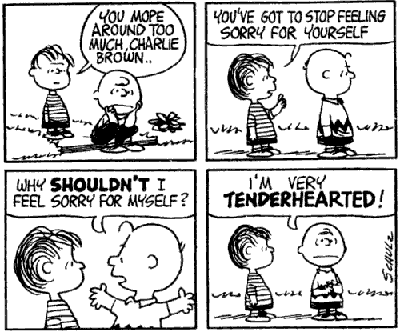 YOU MOPE
AROUND TOO
MUCH, CHARLIE
BROWN..
YOU'VE GOT TO STOP FEELING
SORRY FOR YOURSELF
WHY SHOULDN'T I
FEEL SORRY FOR MYSELF?
I'M VERY
TENDERHEARTED!
SCHULZ